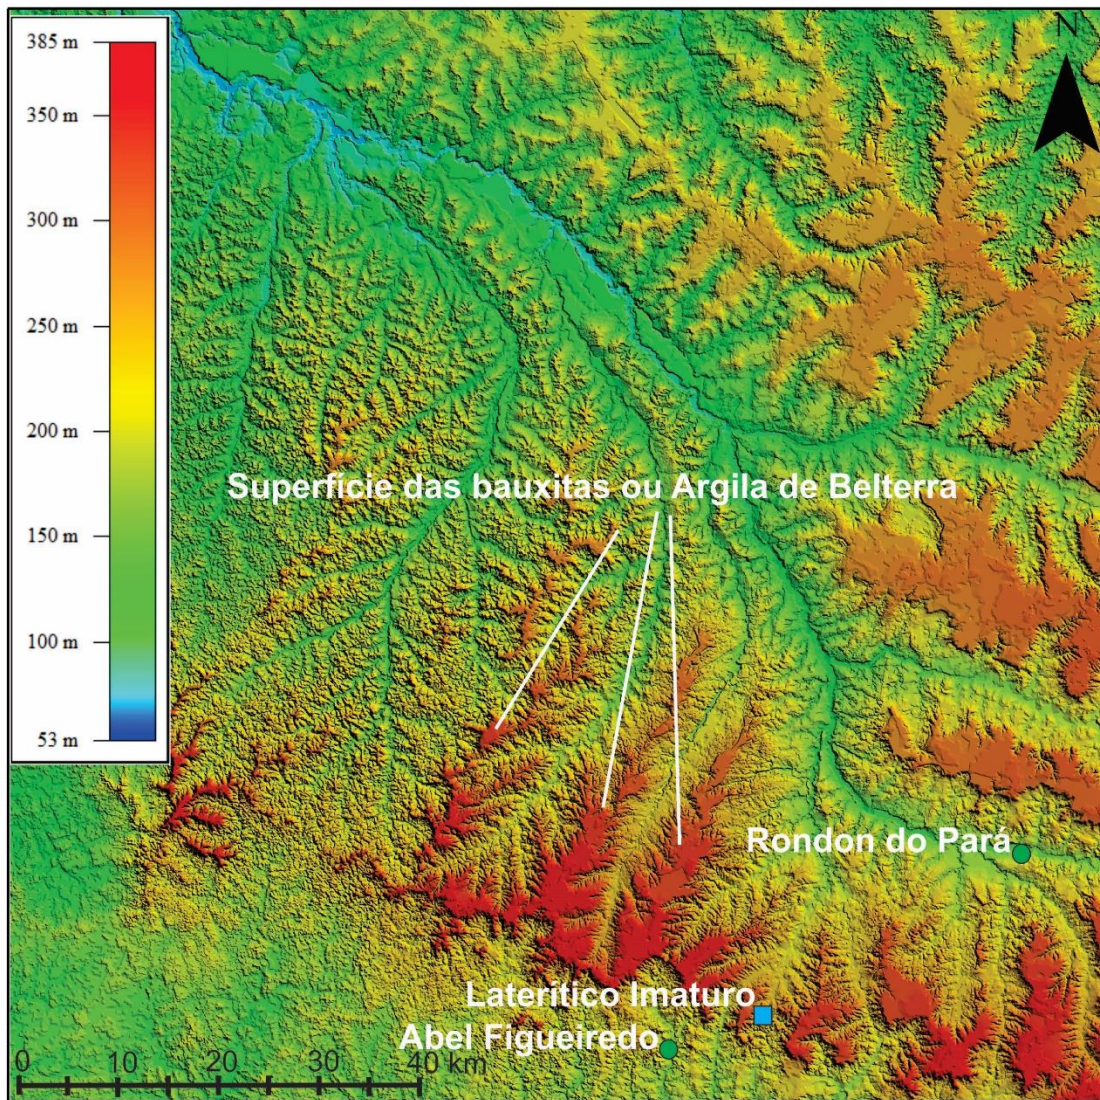 N
385 m
350 m
300 m
250 m
200 m
150 m
100 m
53 m
Superfície das bauxitas ou Argila de Belterra
Rondon do Pará
Laterítico Imaturo
Abel Figueiredo
0 10 20 30 40 km